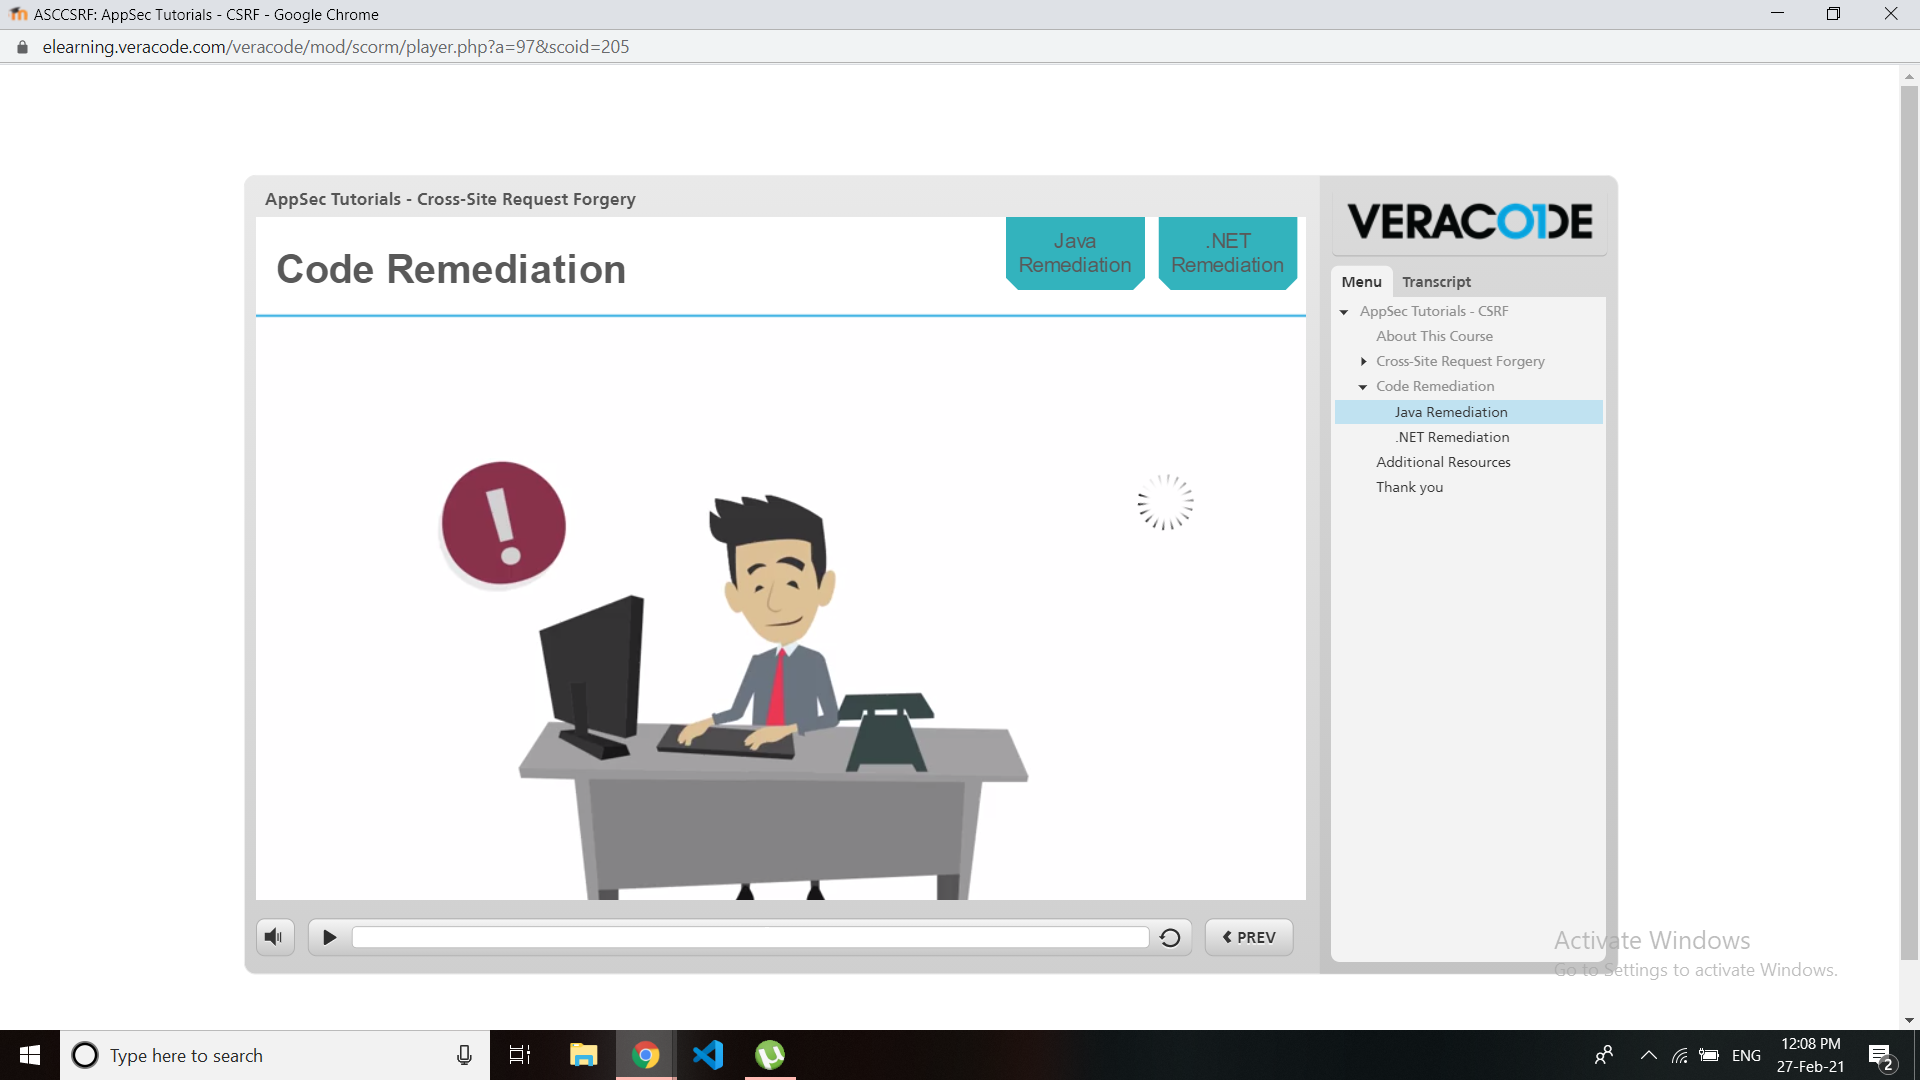 ASCCSRF: AppSec Tutorials - CSRF - Google Chrome
elearning.veracode.com/veracode/mod/scorm/player.php?a=97&scoid=205
AppSec Tutorials - Cross-Site Request Forgery
VERACODE
Code Remediation
Java
Remediation
.NET
Remediation
Menu
Transcript
AppSec Tutorials - CSRF
About This Course
Cross-Site Request Forgery
Code Remediation
Java Remediation
.NET Remediation
Additional Resources
Thank you
!
PREV
Activate Windows
Go to Settings to activate Windows.
Type here to search
ENG
12:08 PM
27-Feb-21
2